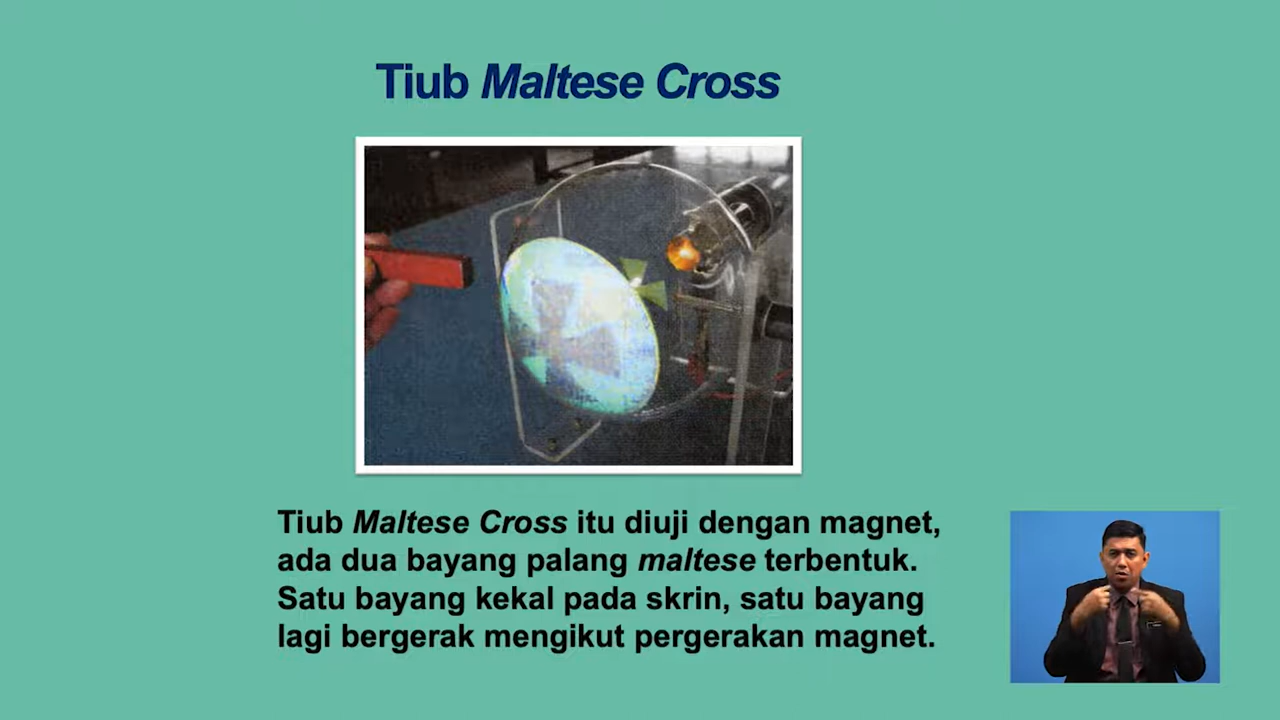 Tiub Maltese Cross
Tiub Maltese Cross itu diuji dengan magnet,
ada dua bayang palang maltese terbentuk.
Satu bayang kekal pada skrin, satu bayang
lagi bergerak mengikut pergerakan magnet.